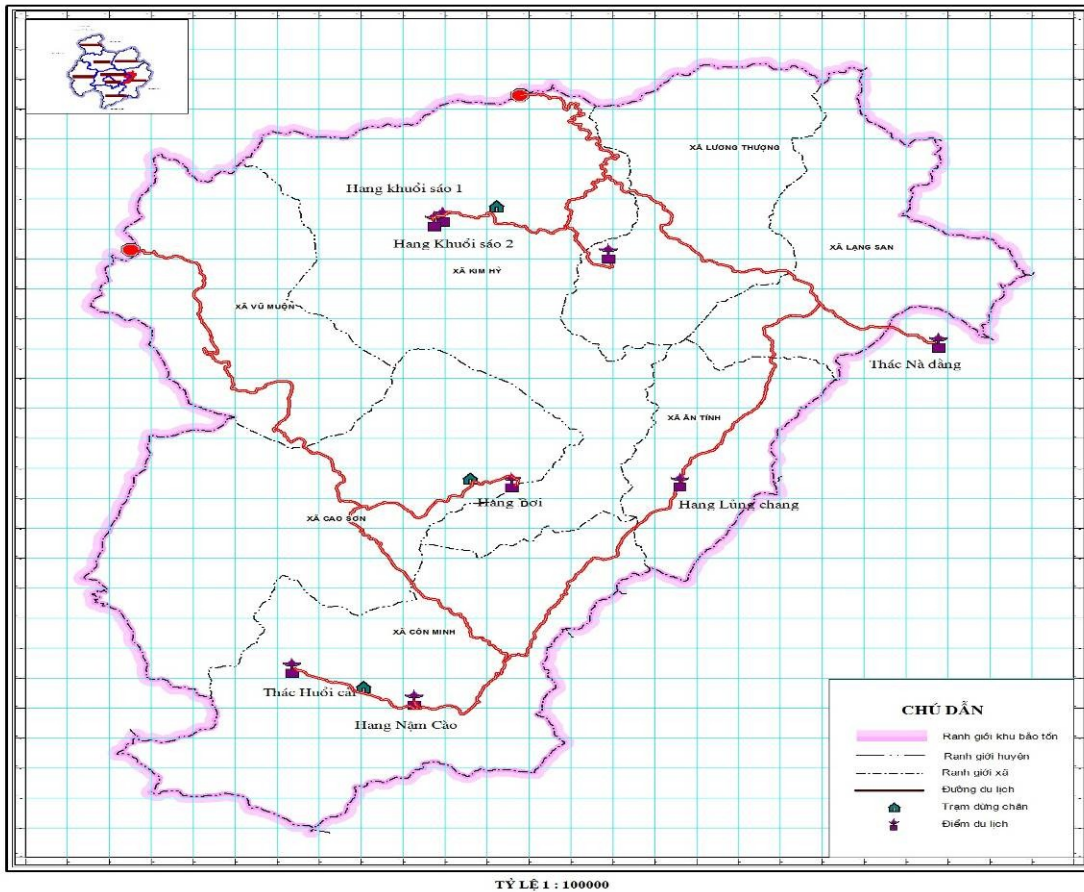 XÃ LƯƠNG THƯỢNG
Hang khuổi sáo 1
Hang Khuổi sáo 2
XÃ LẠNG SAN
XÃ KIM HỶ
XÃ VŨ MUỘN
Thác Nà đăng
XÃ ÂN TÌNH
Hang Dơi
Hang Lủng chang
XÃ CAO SƠN
XÃ CÔN MINH
Thác Huổi cải
Hang Nậm Cào
CHÚ DẪN
Ranh giới khu bảo tồn
Ranh giới huyện
Ranh giới xã
Đường du lịch
Trạm dừng chân
Điểm du lịch
TỶ LỆ 1 : 100000